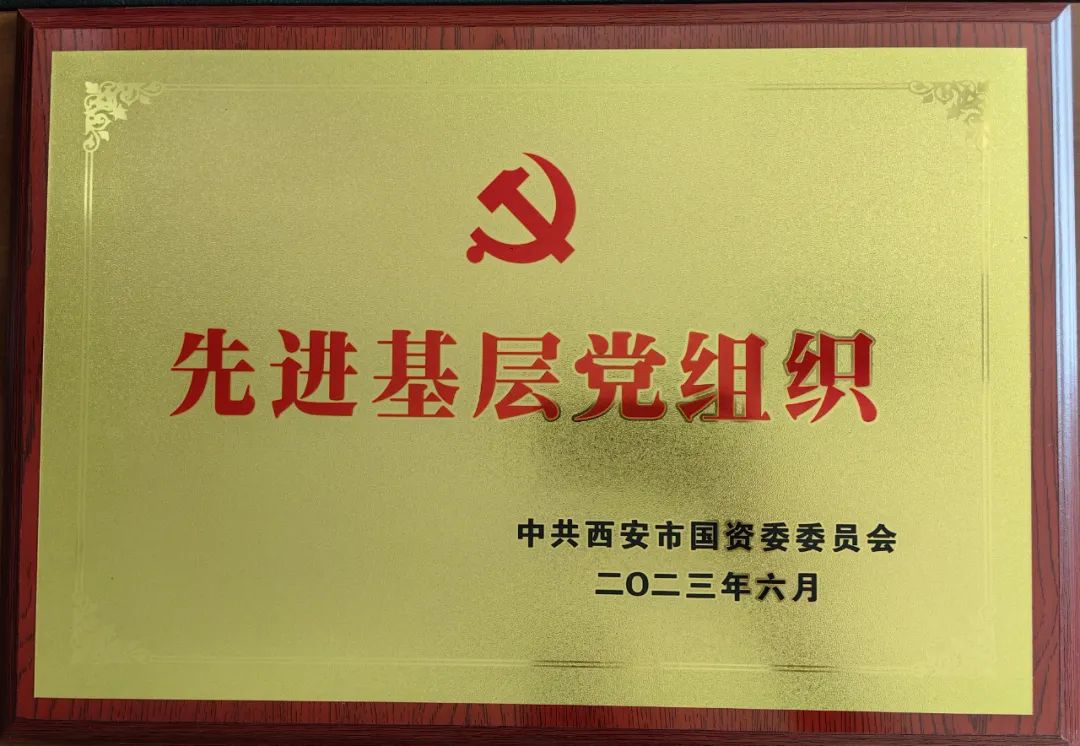 先进基层党组织
中共西安市国资委委员会
二〇二三年六月